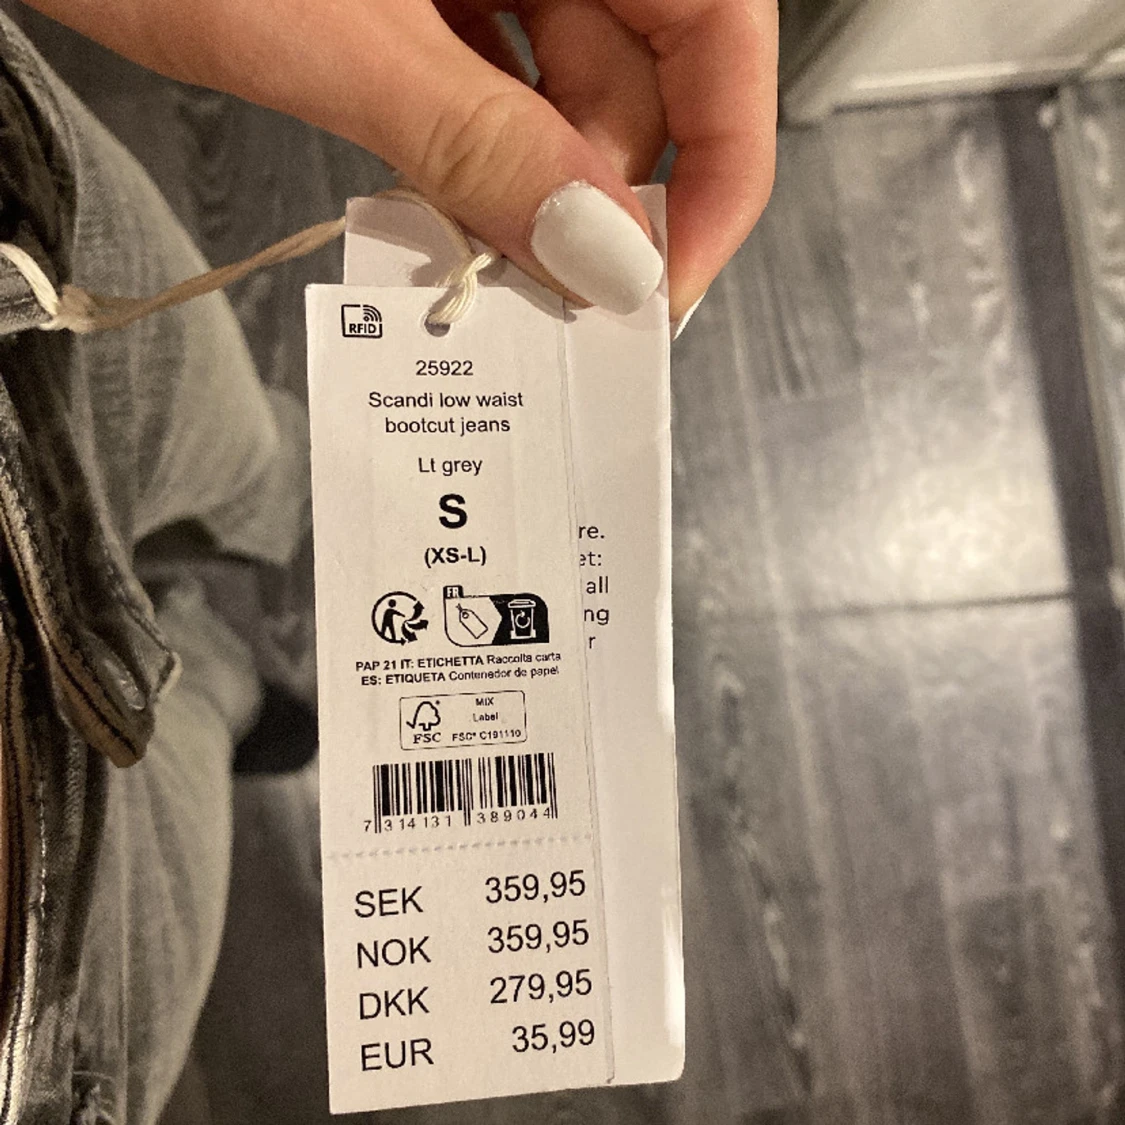 RFID
25922
Scandi low waist
bootcut jeans
Lt grey
S
(XS-L)
FR
PAP 21 IT: ETICHETTA Raccolta carta
ES: ETIQUETA Contenedor de papel
MIX
Label
FSC FSC® C191110
7 314131 389044
SEK 359,95
NOK 359,95
DKK 279,95
EUR 35,99
re.
et:
all
ng
r